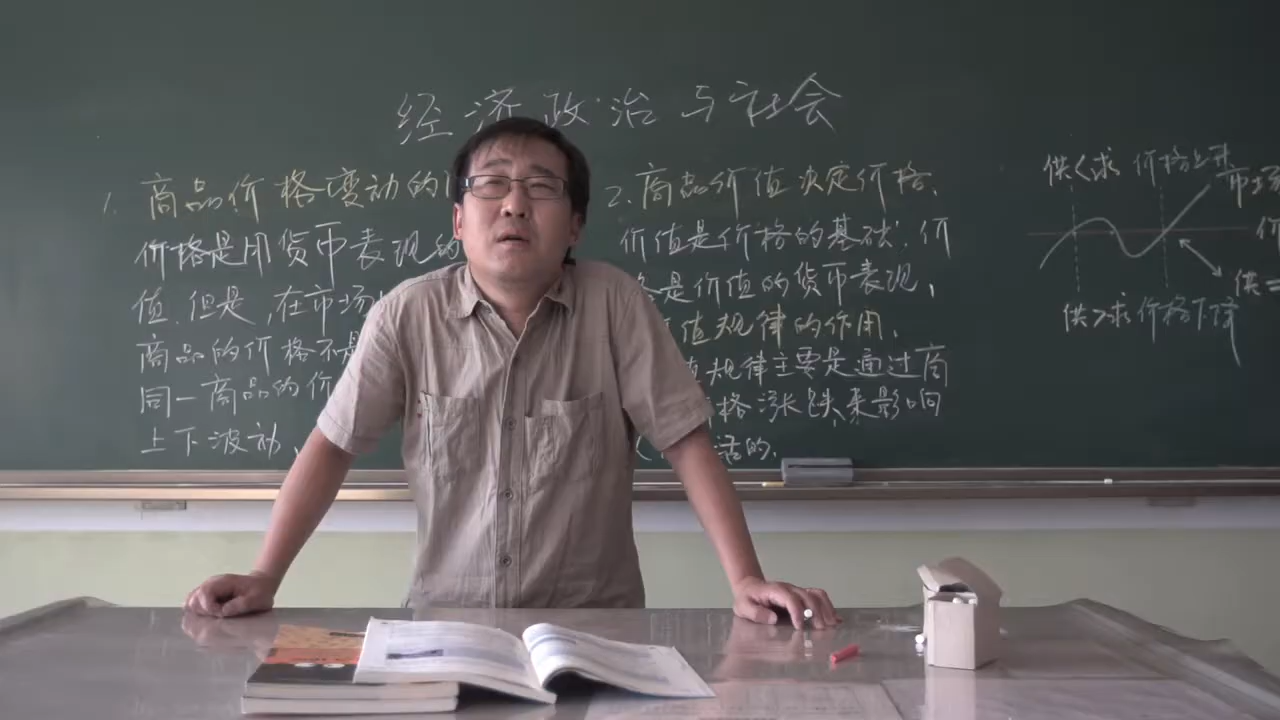 经济政治与社会
1. 商品价格变动的
价格是用货币表现的
值.但是,在市场
商品的价格不是
同一商品的价
上下波动、
2.商品价值决定价格.
价值是价格的基础,价
是价值的货币表现,
值规律的作用.
规律主要是通过商
格涨跌来影响
活的.
供<求 价格上升
市场
价
供=
供>求 价格下降